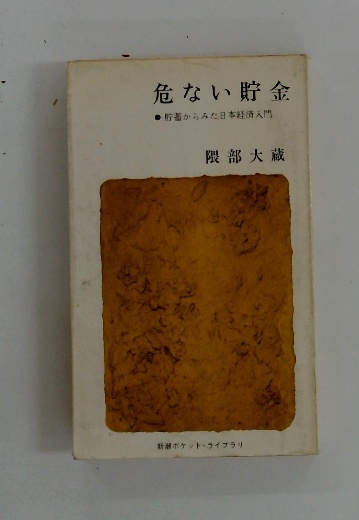 危ない貯金
●貯蓄からみた日本経済入門
隈部大蔵
新潮ポケット・ライブラリ